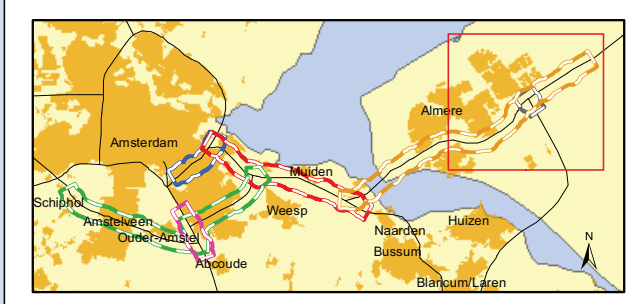 Almere
Amsterdam
Muiden
Schiphol
Weesp
Amstelveen
Huizen
Naarden
Ouder-Amstel
N
Bussum
Abcoude
Blaricum/Laren